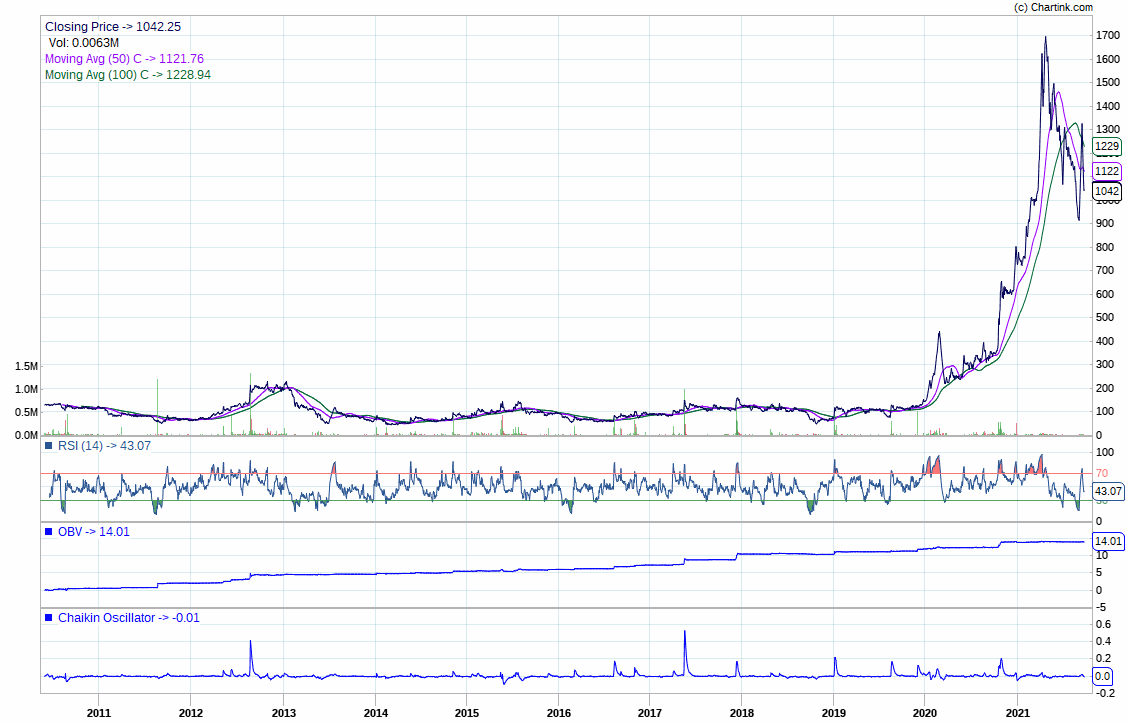 (c) Chartink.com
Closing Price -> 1042.25
Vol: 0.0063M
Moving Avg (50) C -> 1121.76
Moving Avg (100) C -> 1228.94
1700
1600
1500
1400
1300
1229
1122
1042
900
800
700
600
500
400
300
200
100
0
1.5M
1.0M
0.5M
0.0M
RSI (14) -> 43.07
100
70
43.07
0
OBV -> 14.01
14.01
10
5
0
-5
Chaikin Oscillator -> -0.01
0.6
0.4
0.2
0.0
-0.2
2011 2012 2013 2014 2015 2016 2017 2018 2019 2020 2021